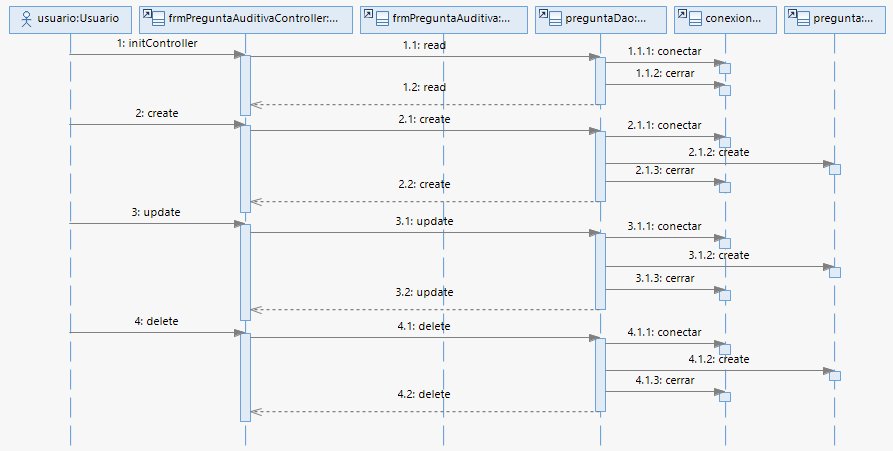 usuario:Usuario
frmPreguntaAuditivaController:...
frmPreguntaAuditiva:...
preguntaDao:...
conexion...
pregunta:...
1: initController
1.1: read
1.1.1: conectar
1.1.2: cerrar
1.2: read
2: create
2.1: create
2.1.1: conectar
2.1.2: create
2.1.3: cerrar
2.2: create
3: update
3.1: update
3.1.1: conectar
3.1.2: create
3.1.3: cerrar
3.2: update
4: delete
4.1: delete
4.1.1: conectar
4.1.2: create
4.1.3: cerrar
4.2: delete